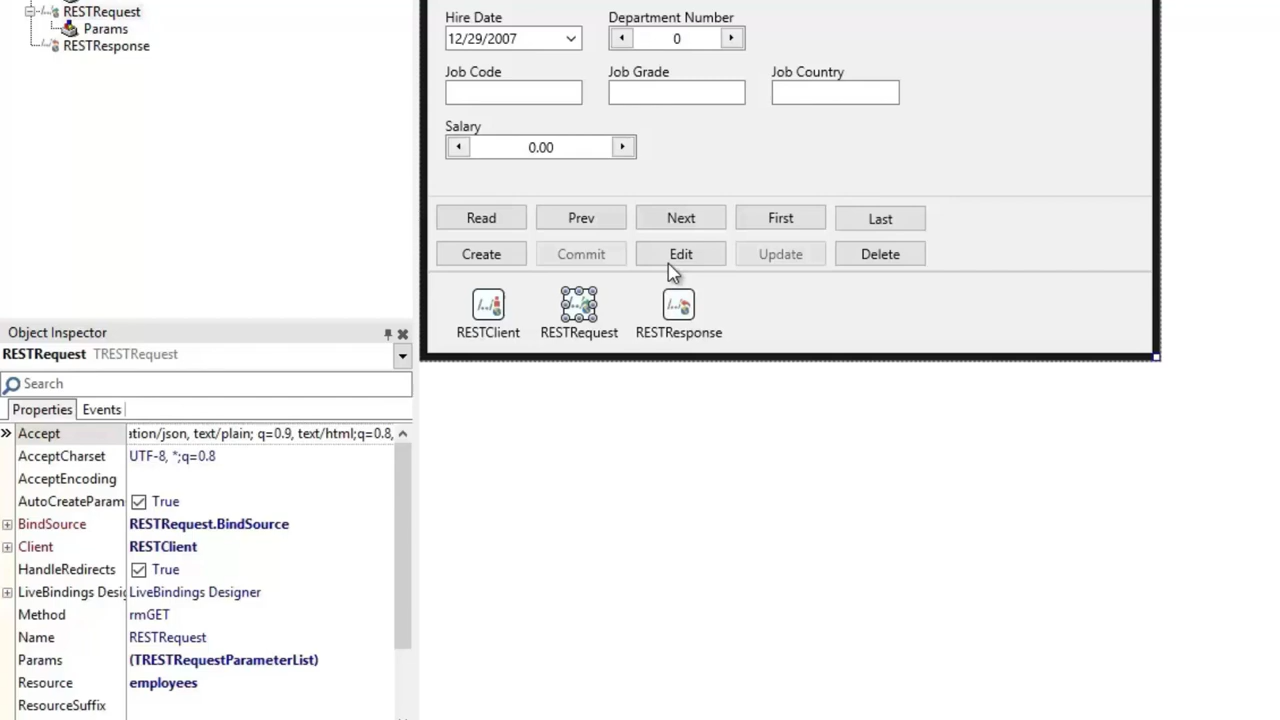 RESTRequest
Params
RESTResponse
Hire Date
Department Number
12/29/2007
0
Job Code
Job Grade
Job Country
Salary
0.00
Read
Prev
Next
First
Last
Create
Commit
Edit
Update
Delete
RESTClient
RESTRequest
RESTResponse
Object Inspector
RESTRequest TRESTRequest
Search
Properties
Events
Accept
ation/json, text/plain; q=0.9, text/html;q=0.8,
AcceptCharset
UTF-8, *;q=0.8
AcceptEncoding
AutoCreateParam
True
BindSource
RESTRequest.BindSource
Client
RESTClient
HandleRedirects
True
LiveBindings Desig
LiveBindings Designer
Method
rmGET
Name
RESTRequest
Params
(TRESTRequestParameterList)
Resource
employees
ResourceSuffix